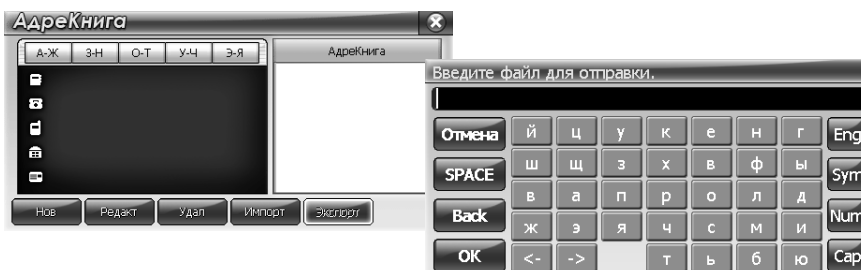 АдреКнига
А-Ж З-Н О-Т У-Ч Э-Я
АдреКнига
Нов Редакт Удал Импорт Экспорт
Введите файл для отправки.
Отмена й ц у к е н г Eng
SPACE ш щ з х в ф ы Sym
в а п р о л д
Back ж э я ч с м и Num
OK <- -> т ь б ю Cap